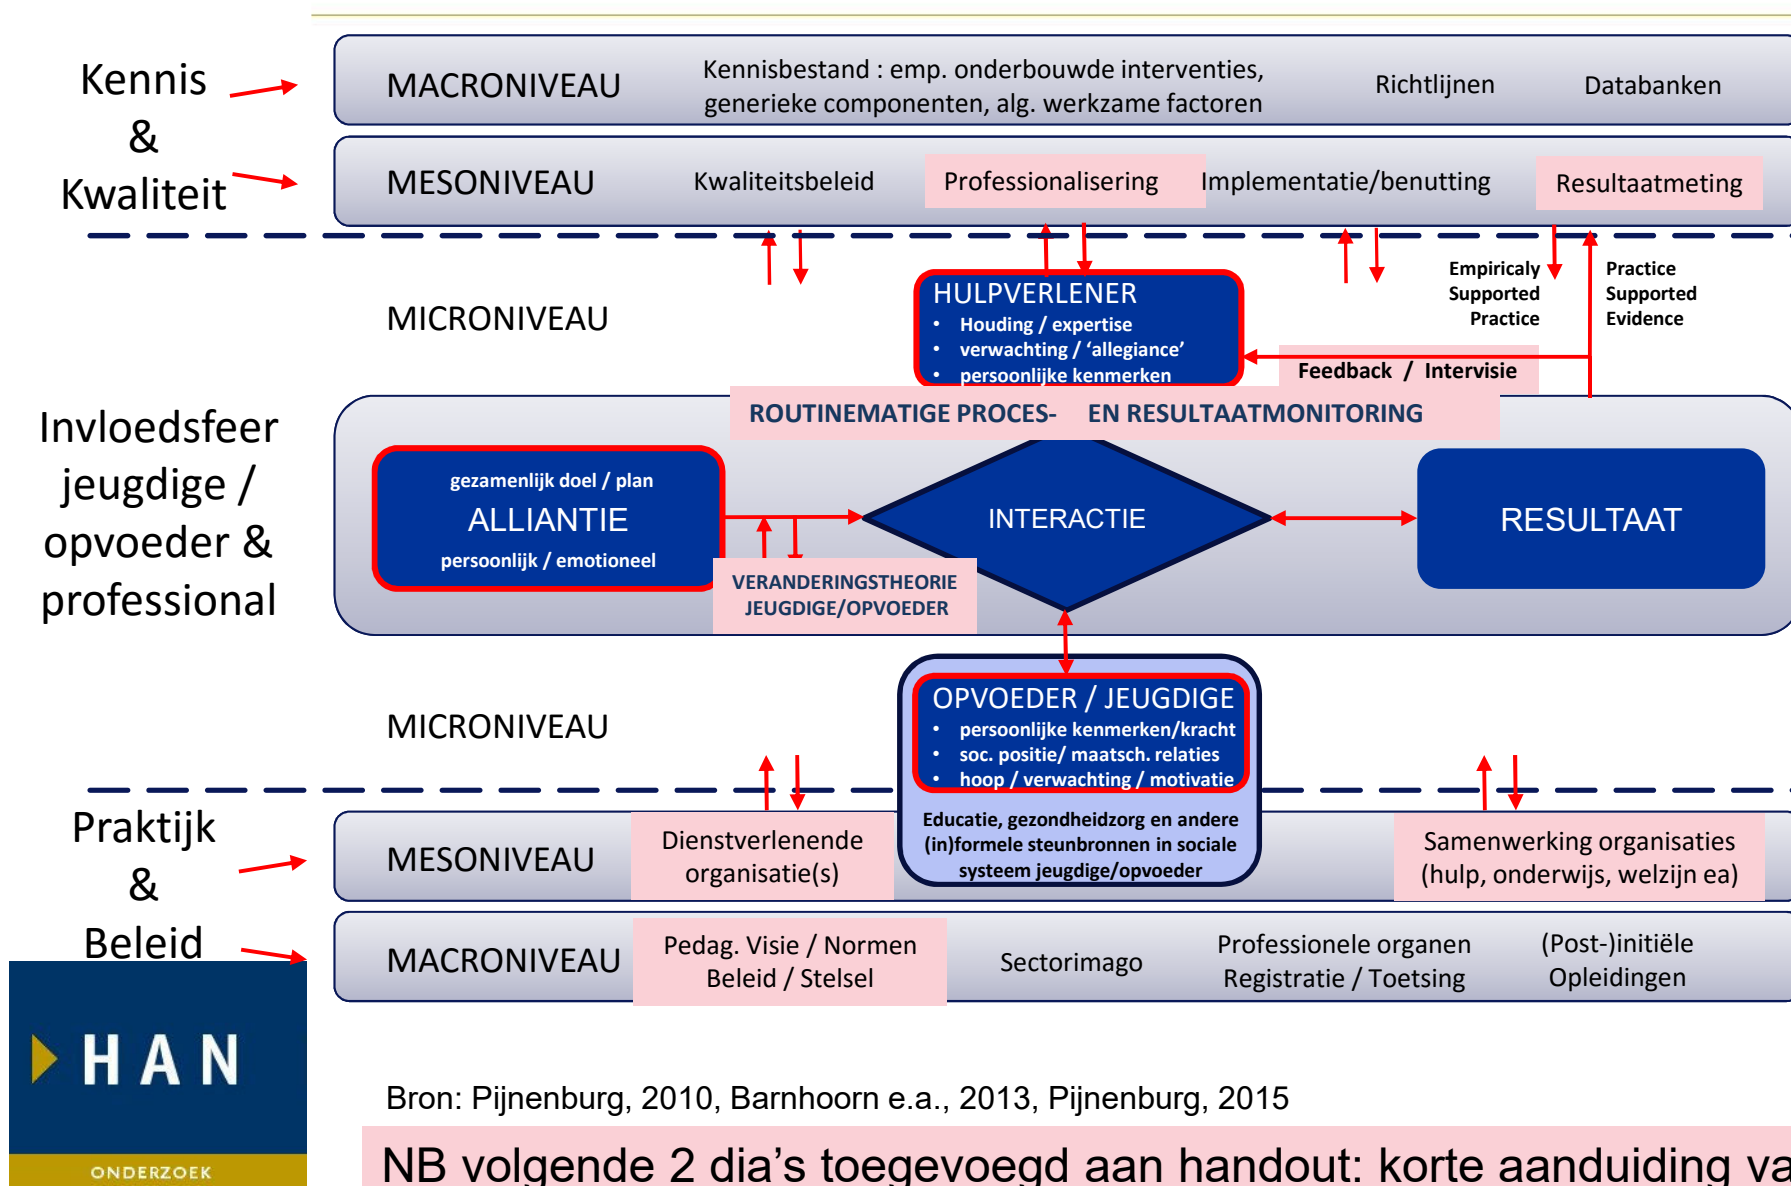 Kennis
&
Kwaliteit
MACRONIVEAU
Kennisbestand : emp. onderbouwde interventies,
generieke componenten, alg. werkzame factoren
Richtlijnen
Databanken
MESONIVEAU
Kwaliteitsbeleid
Professionalisering
Implementatie/benutting
Resultaatmeting
MICRONIVEAU
HULPVERLENER
• Houding / expertise
• verwachting / ‘allegiance’
• persoonlijke kenmerken
Empiricaly
Supported
Practice
Practice
Supported
Evidence
Feedback / Intervisie
Invloedsfeer
jeugdige /
opvoeder &
professional
ROUTINEMATIGE PROCES- EN RESULTAATMONITORING
gezamenlijk doel / plan
ALLIANTIE
persoonlijk / emotioneel
INTERACTIE
RESULTAAT
VERANDERINGSTHEORIE
JEUGDIGE/OPVOEDER
MICRONIVEAU
OPVOEDER / JEUGDIGE
• persoonlijke kenmerken/kracht
• soc. positie/ maatsch. relaties
• hoop / verwachting / motivatie
Educatie, gezondheidzorg en andere
(in)formele steunbronnen in sociale
systeem jeugdige/opvoeder
Praktijk
&
Beleid
MESONIVEAU
Dienstverlenende
organisatie(s)
Samenwerking organisaties
(hulp, onderwijs, welzijn ea)
MACRONIVEAU
Pedag. Visie / Normen
Beleid / Stelsel
Sectorimago
Professionele organen
Registratie / Toetsing
(Post-)initiële
Opleidingen
HAN
ONDERZOEK
Bron: Pijnenburg, 2010, Barnhoorn e.a., 2013, Pijnenburg, 2015
NB volgende 2 dia’s toegevoegd aan handout: korte aanduiding va